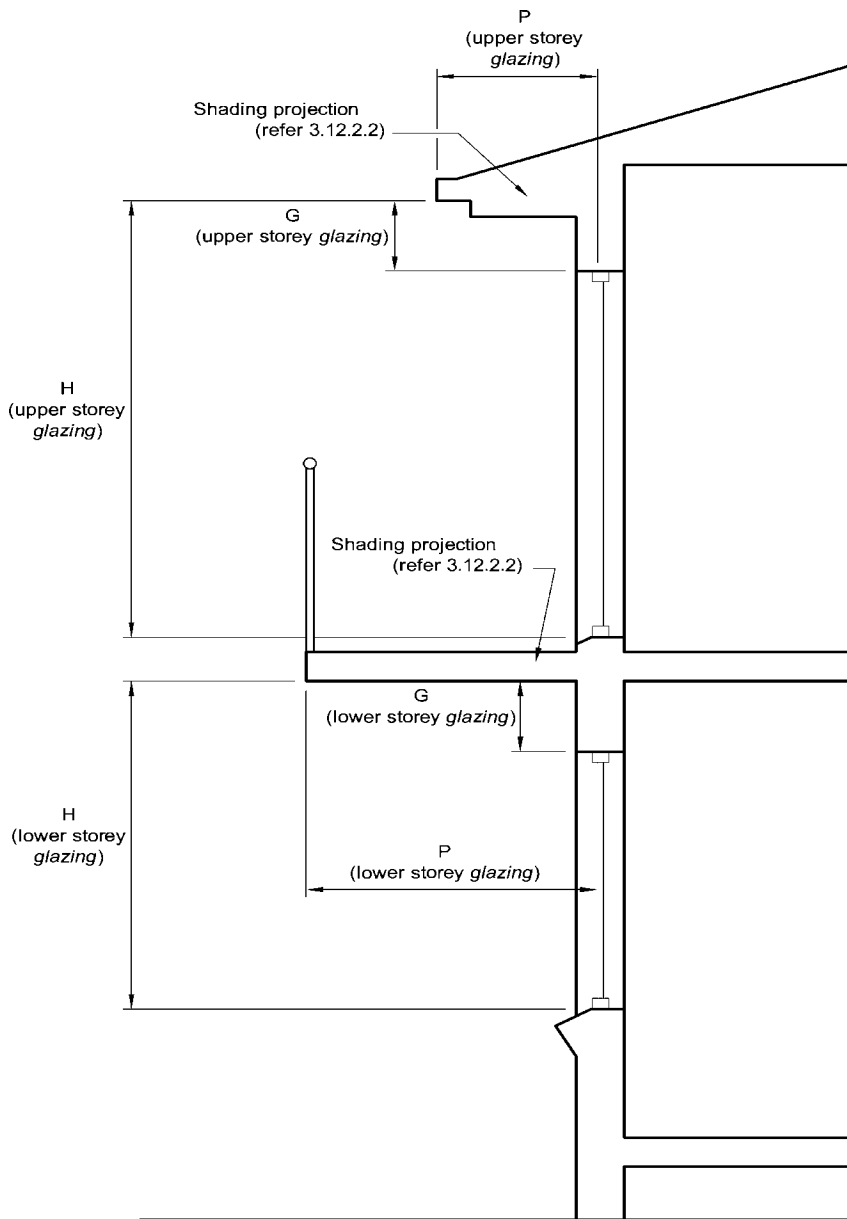 P
(upper storey
glazing)
Shading projection
(refer 3.12.2.2)
G
(upper storey glazing)
H
(upper storey
glazing)
Shading projection
(refer 3.12.2.2)
G
(lower storey glazing)
H
(lower storey
glazing)
P
(lower storey glazing)